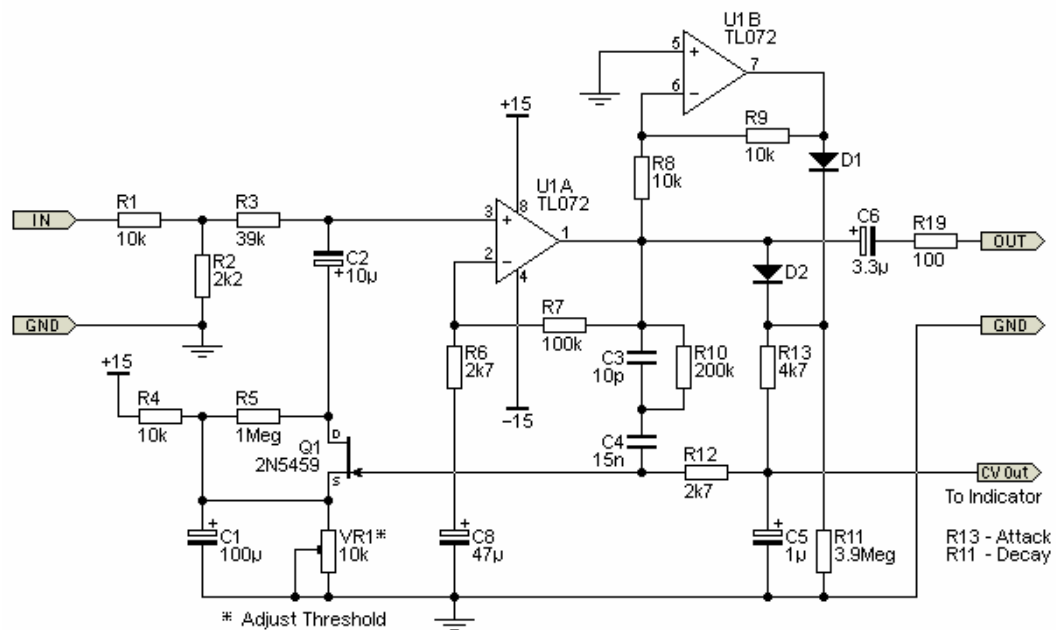 U1B
TL072
5
6
7
+
−
+15
R9
10k
R8
10k
D1
IN
R1
10k
R3
39k
U1A
TL072
3
8
2
4
1
+
−
C6
+
3.3µ
R19
100
OUT
R2
2k2
C2
+10µ
D2
GND
R7
100k
R6
2k7
C3
10p
R10
200k
R13
4k7
GND
+15
R4
10k
R5
1Meg
−15
D
Q1
2N5459
S
C4
15n
R12
2k7
CV Out
To Indicator
+
C1
100µ
VR1*
10k
+
C8
47µ
+
C5
1µ
R11
3.9Meg
R13 - Attack
R11 - Decay
* Adjust Threshold